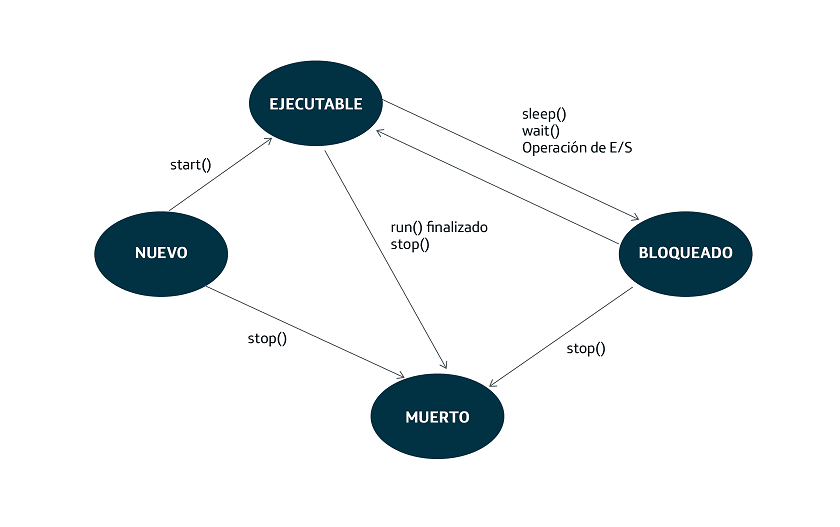 EJECUTABLE
sleep()
wait()
Operación de E/S
start()
run() finalizado
stop()
NUEVO
BLOQUEADO
stop()
stop()
MUERTO